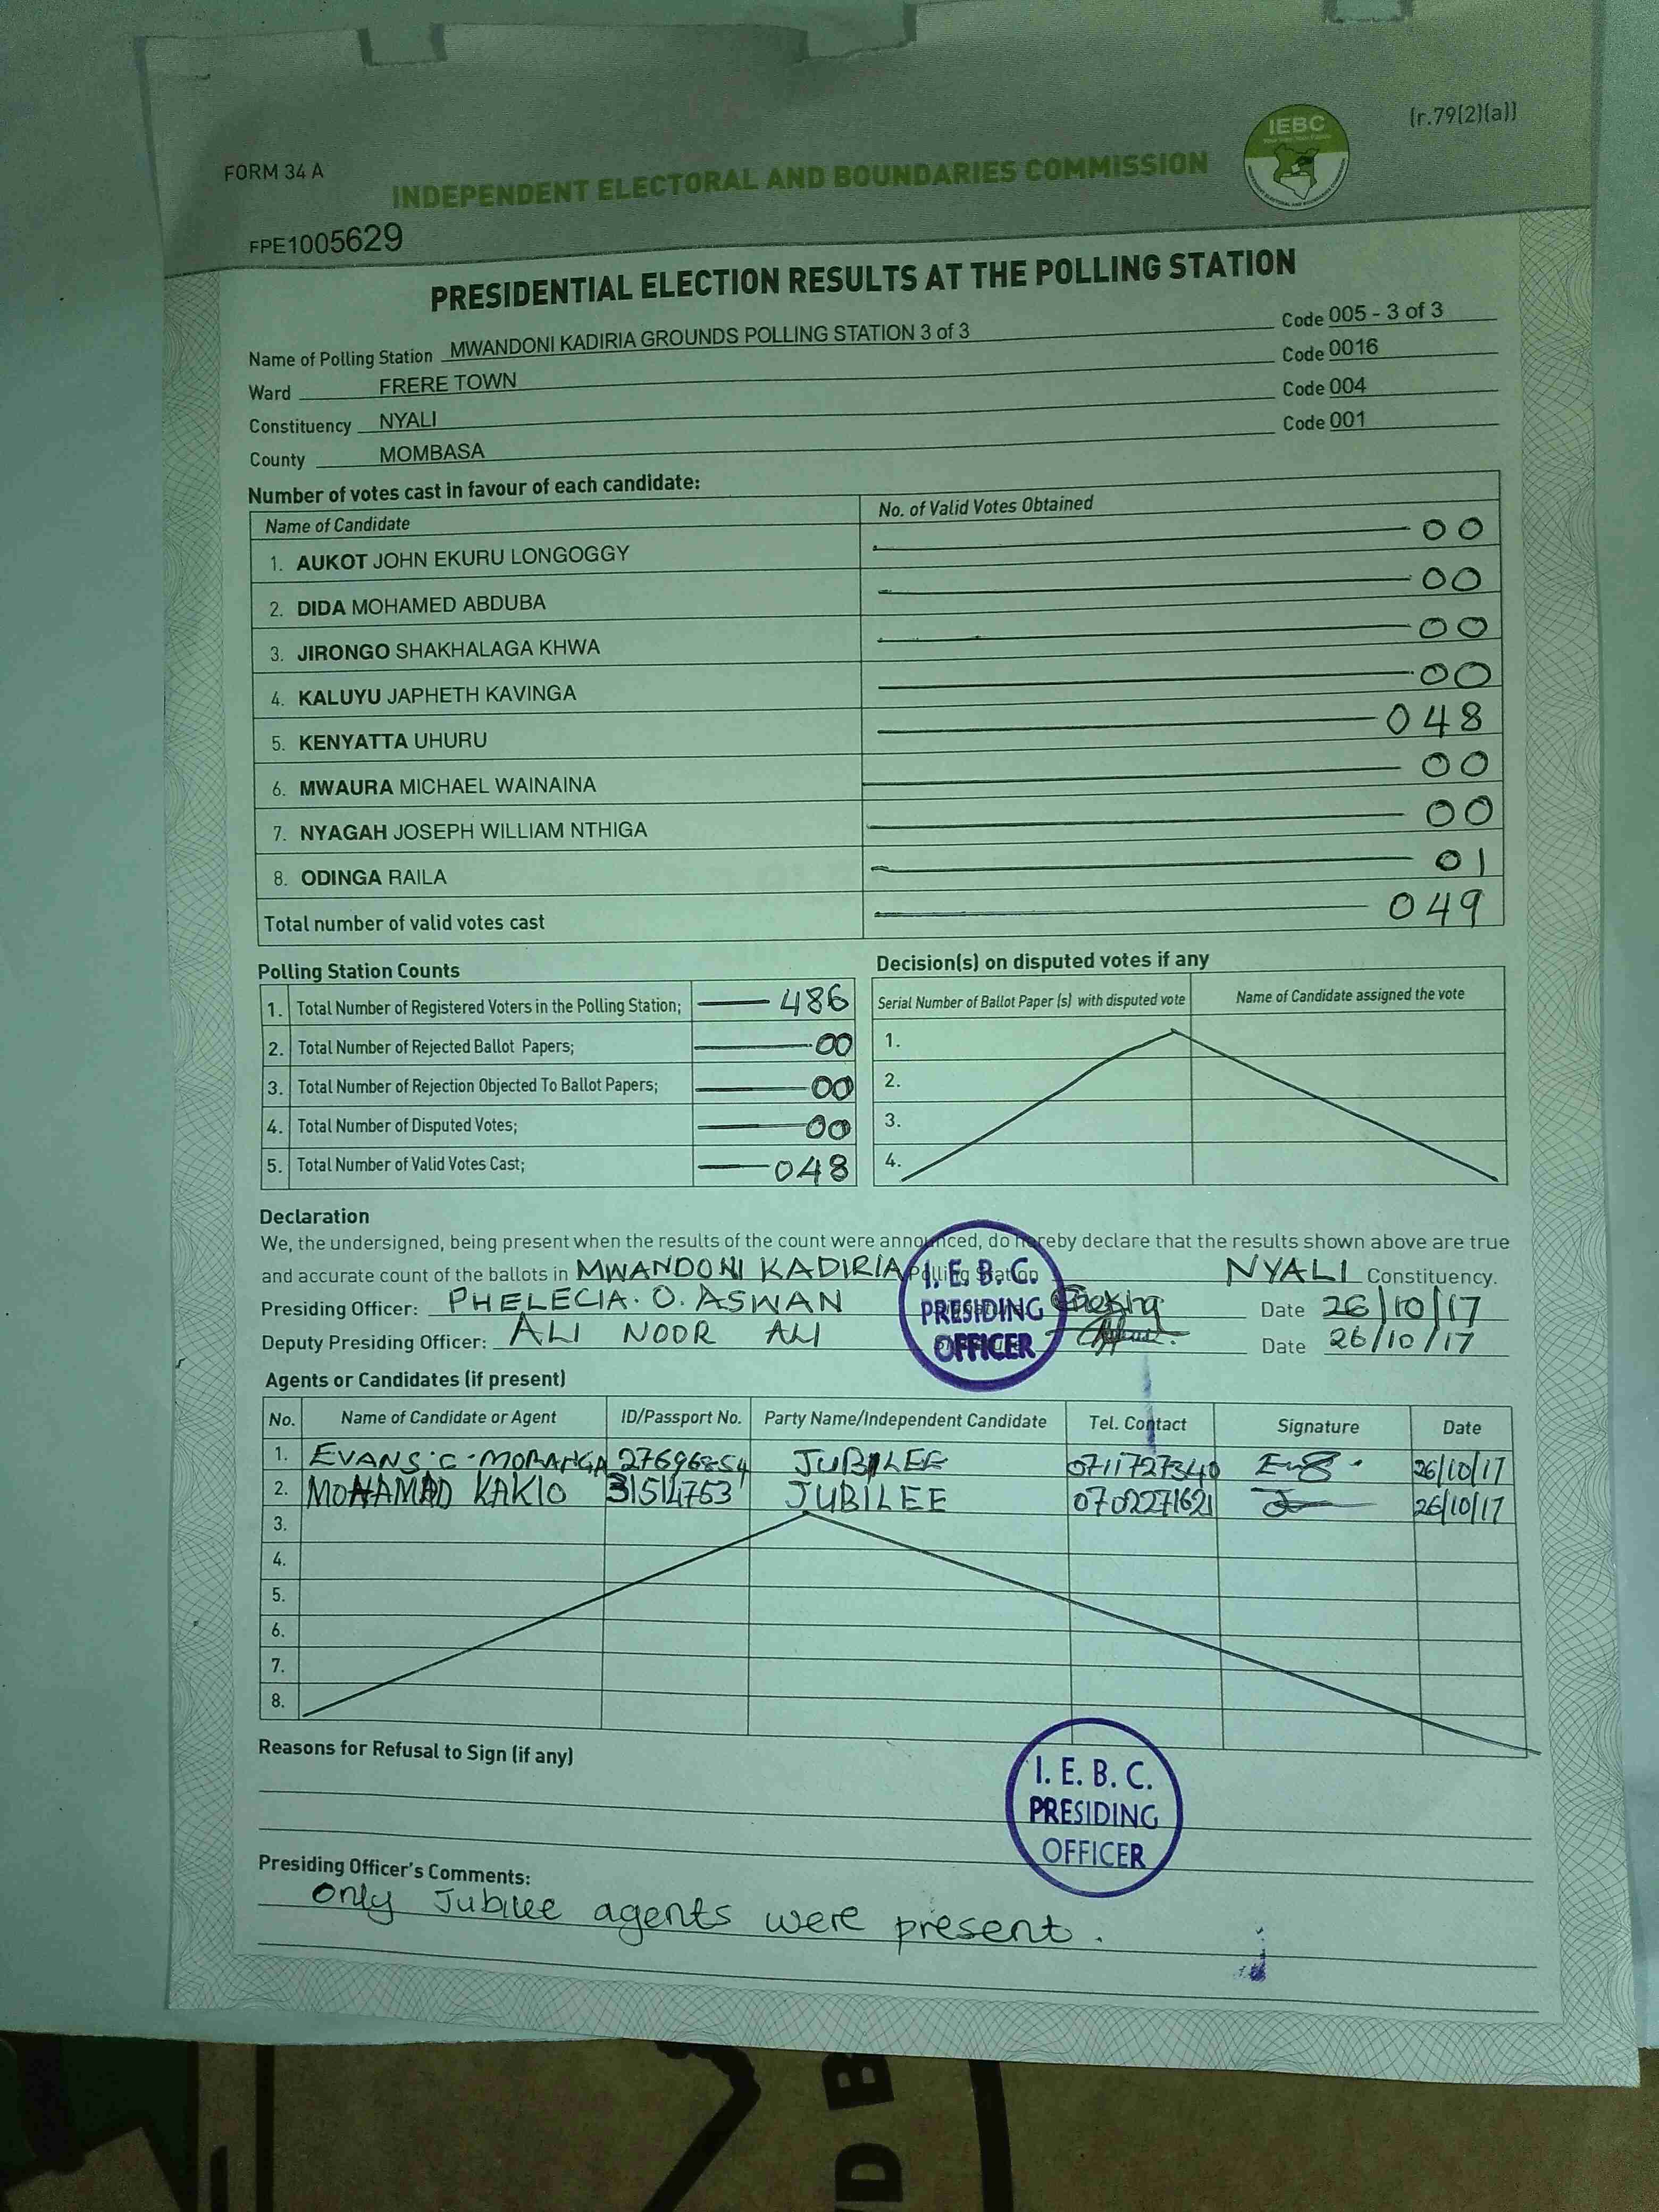 (r.79(2)(a))
FORM 34 A
IEBC
INDEPENDENT ELECTORAL AND BOUNDARIES COMMISSION
FPE1005629
PRESIDENTIAL ELECTION RESULTS AT THE POLLING STATION
Name of Polling Station MWANDONI KADIRIA GROUNDS POLLING STATION 3 of 3 Code 005 - 3 of 3
Ward FRERE TOWN Code 0016
Constituency NYALI Code 004
County MOMBASA Code 001
Number of votes cast in favour of each candidate:
Name of Candidate No. of Valid Votes Obtained
1. AUKOT JOHN EKURU LONGOGGY 00
2. DIDA MOHAMED ABDUBA 00
3. JIRONGO SHAKHALAGA KHWA 00
4. KALUYU JAPHETH KAVINGA 00
5. KENYATTA UHURU 048
6. MWAURA MICHAEL WAINAINA 00
7. NYAGAH JOSEPH WILLIAM NTHIGA 00
8. ODINGA RAILA 01
Total number of valid votes cast 049
Polling Station Counts
1. Total Number of Registered Voters in the Polling Station; 486
2. Total Number of Rejected Ballot Papers; 00
3. Total Number of Rejection Objected To Ballot Papers; 00
4. Total Number of Disputed Votes; 00
5. Total Number of Valid Votes Cast; 048
Decision(s) on disputed votes if any
Serial Number of Ballot Paper (s) with disputed vote Name of Candidate assigned the vote
1.
2.
3.
4.
Declaration
We, the undersigned, being present when the results of the count were announced, do hereby declare that the results shown above are true
and accurate count of the ballots in MWANDONI KADIRIA Polling Station NYALI Constituency.
Presiding Officer: PHELECIA. O. ASWAN Date 26/10/17
Deputy Presiding Officer: ALI NOOR ALI Date 26/10/17
I. E. B. C.
PRESIDING
OFFICER
Agents or Candidates (if present)
No. Name of Candidate or Agent ID/Passport No. Party Name/Independent Candidate Tel. Contact Signature Date
1. EVANS C. MORANGA JUBILEE 0711727340 26/10/17
2. MOHAMAD KAKIO 31514753 JUBILEE 0702271621 26/10/17
3.
4.
5.
6.
7.
8.
Reasons for Refusal to Sign (if any)
I. E. B. C.
PRESIDING
OFFICER
Presiding Officer's Comments:
Only Jubilee agents were present.